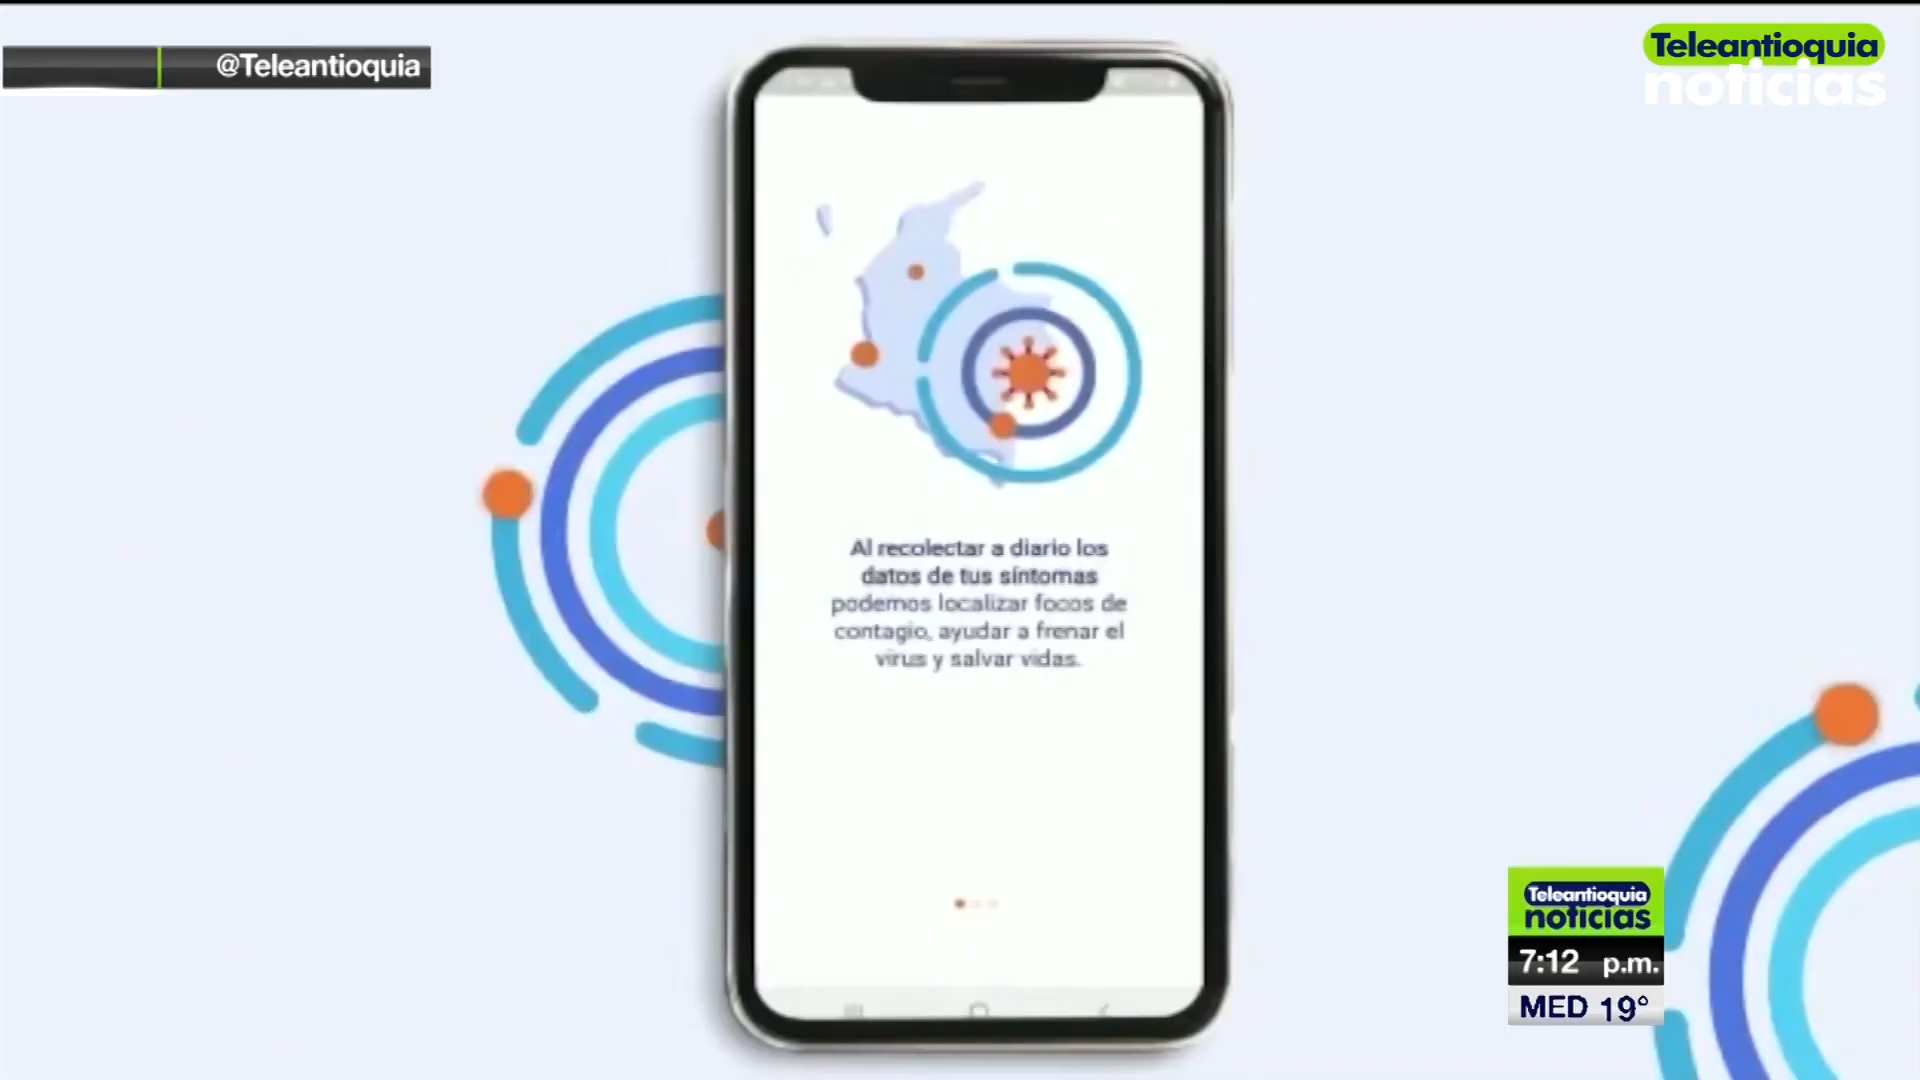 @Teleantioquia
Teleantioquia
noticias
Al recolectar a diario los
datos de tus síntomas
podemos localizar focos de
contagio, ayudar a frenar el
virus y salvar vidas.
Teleantioquia
noticias
7:12 p.m.
MED 19°